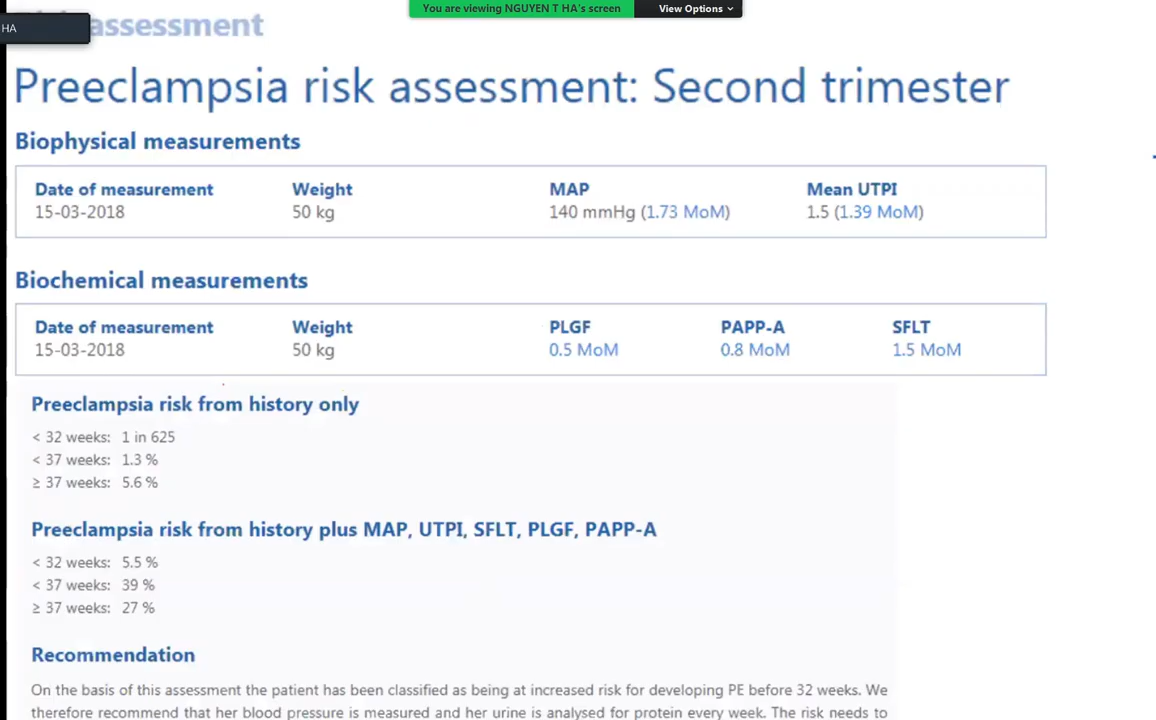 You are viewing NGUYEN T HA's screen View Options
HA
assessment
Preeclampsia risk assessment: Second trimester
Biophysical measurements
Date of measurement Weight MAP Mean UTPI
15-03-2018 50 kg 140 mmHg (1.73 MoM) 1.5 (1.39 MoM)
Biochemical measurements
Date of measurement Weight PLGF PAPP-A SFLT
15-03-2018 50 kg 0.5 MoM 0.8 MoM 1.5 MoM
Preeclampsia risk from history only
< 32 weeks: 1 in 625
< 37 weeks: 1.3 %
≥ 37 weeks: 5.6 %
Preeclampsia risk from history plus MAP, UTPI, SFLT, PLGF, PAPP-A
< 32 weeks: 5.5 %
< 37 weeks: 39 %
≥ 37 weeks: 27 %
Recommendation
On the basis of this assessment the patient has been classified as being at increased risk for developing PE before 32 weeks. We
therefore recommend that her blood pressure is measured and her urine is analysed for protein every week. The risk needs to